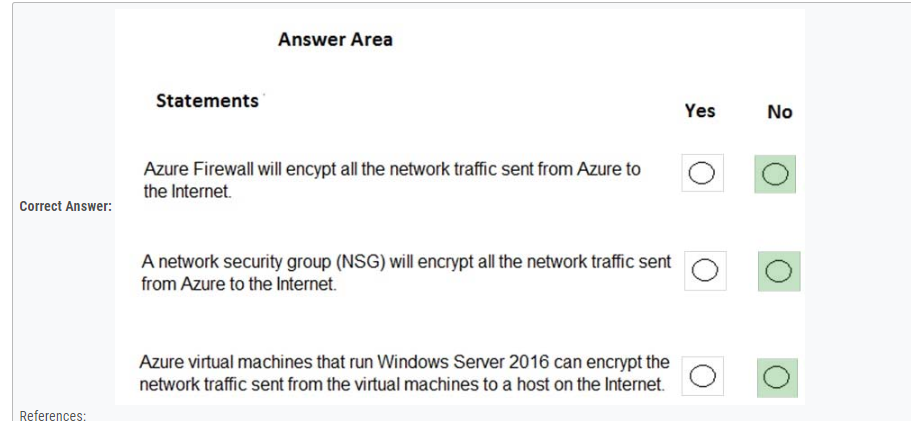 Answer Area
Statements
Yes No
Azure Firewall will encypt all the network traffic sent from Azure to
the Internet.
Correct Answer:
A network security group (NSG) will encrypt all the network traffic sent
from Azure to the Internet.
Azure virtual machines that run Windows Server 2016 can encrypt the
network traffic sent from the virtual machines to a host on the Internet.
References: